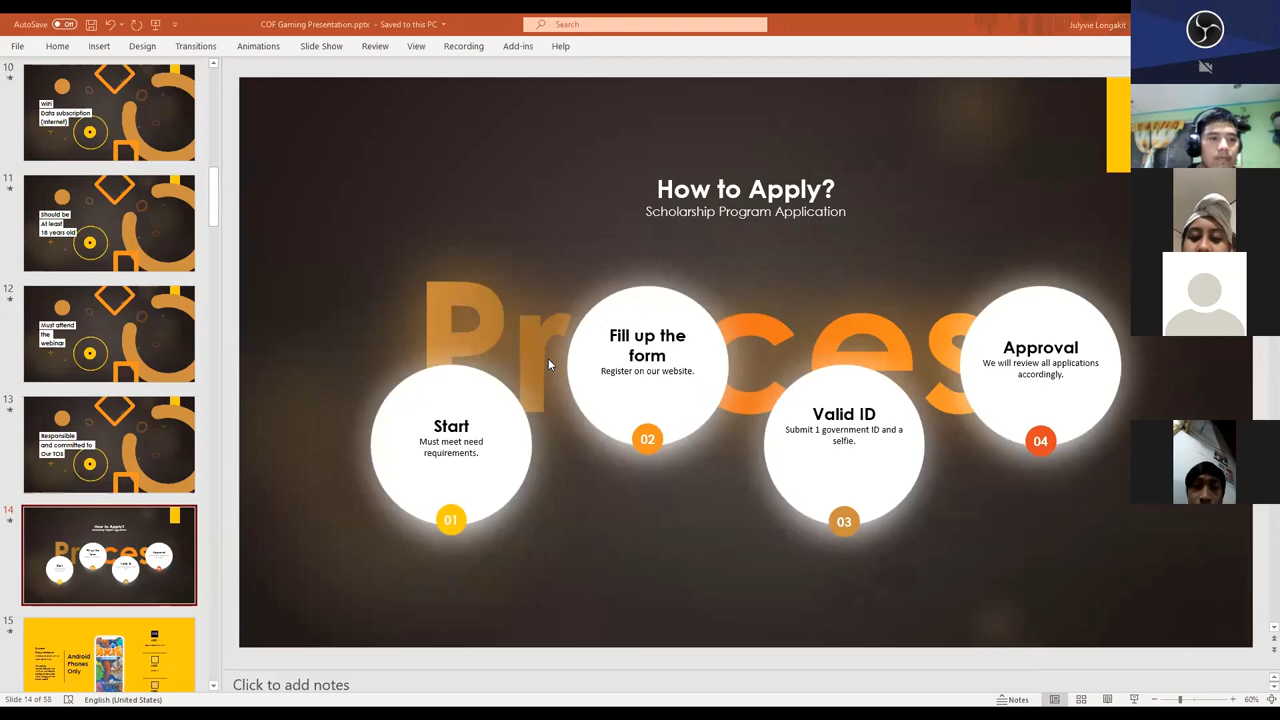 AutoSave Off COF Gaming Presentation.pptx - Saved to this PC Search Julyvie Longakit
File Home Insert Design Transitions Animations Slide Show Review View Recording Add-ins Help
10
WiFi
Data subscription
(Internet)
11
Should be
At least
18 years old
12
Must attend
the
webinar
13
Responsible
and committed to
Our TOS
14
How to Apply?
15
Android
Phones
Only
How to Apply?
Scholarship Program Application
Process
Start
Must meet need
requirements.
01
Fill up the
form
Register on our website.
02
Valid ID
Submit 1 government ID and a
selfie.
03
Approval
We will review all applications
accordingly.
04
Click to add notes
Slide 14 of 58 English (United States) Notes 60%